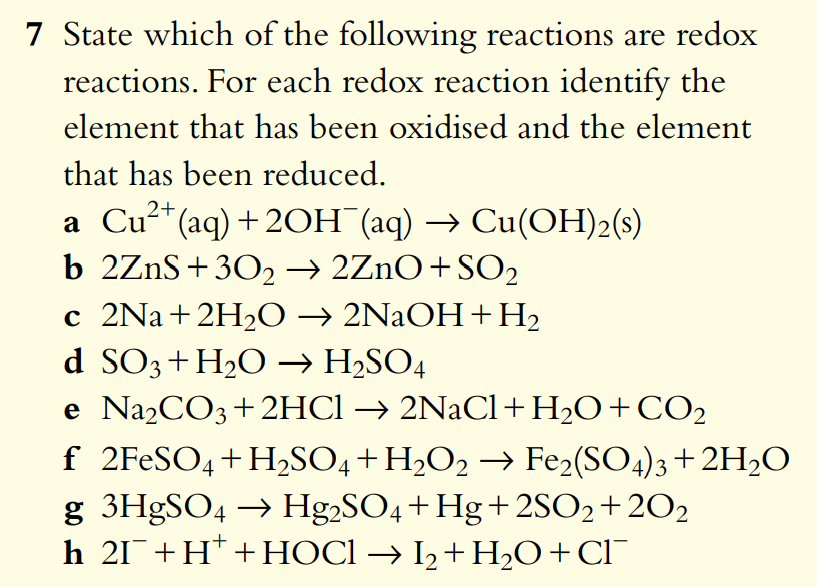 7 State which of the following reactions are redox
reactions. For each redox reaction identify the
element that has been oxidised and the element
that has been reduced.
a Cu²⁺(aq) + 2OH⁻(aq) → Cu(OH)₂(s)
b 2ZnS + 3O₂ → 2ZnO + SO₂
c 2Na + 2H₂O → 2NaOH + H₂
d SO₃ + H₂O → H₂SO₄
e Na₂CO₃ + 2HCl → 2NaCl + H₂O + CO₂
f 2FeSO₄ + H₂SO₄ + H₂O₂ → Fe₂(SO₄)₃ + 2H₂O
g 3HgSO₄ → Hg₂SO₄ + Hg + 2SO₂ + 2O₂
h 2I⁻ + H⁺ + HOCl → I₂ + H₂O + Cl⁻